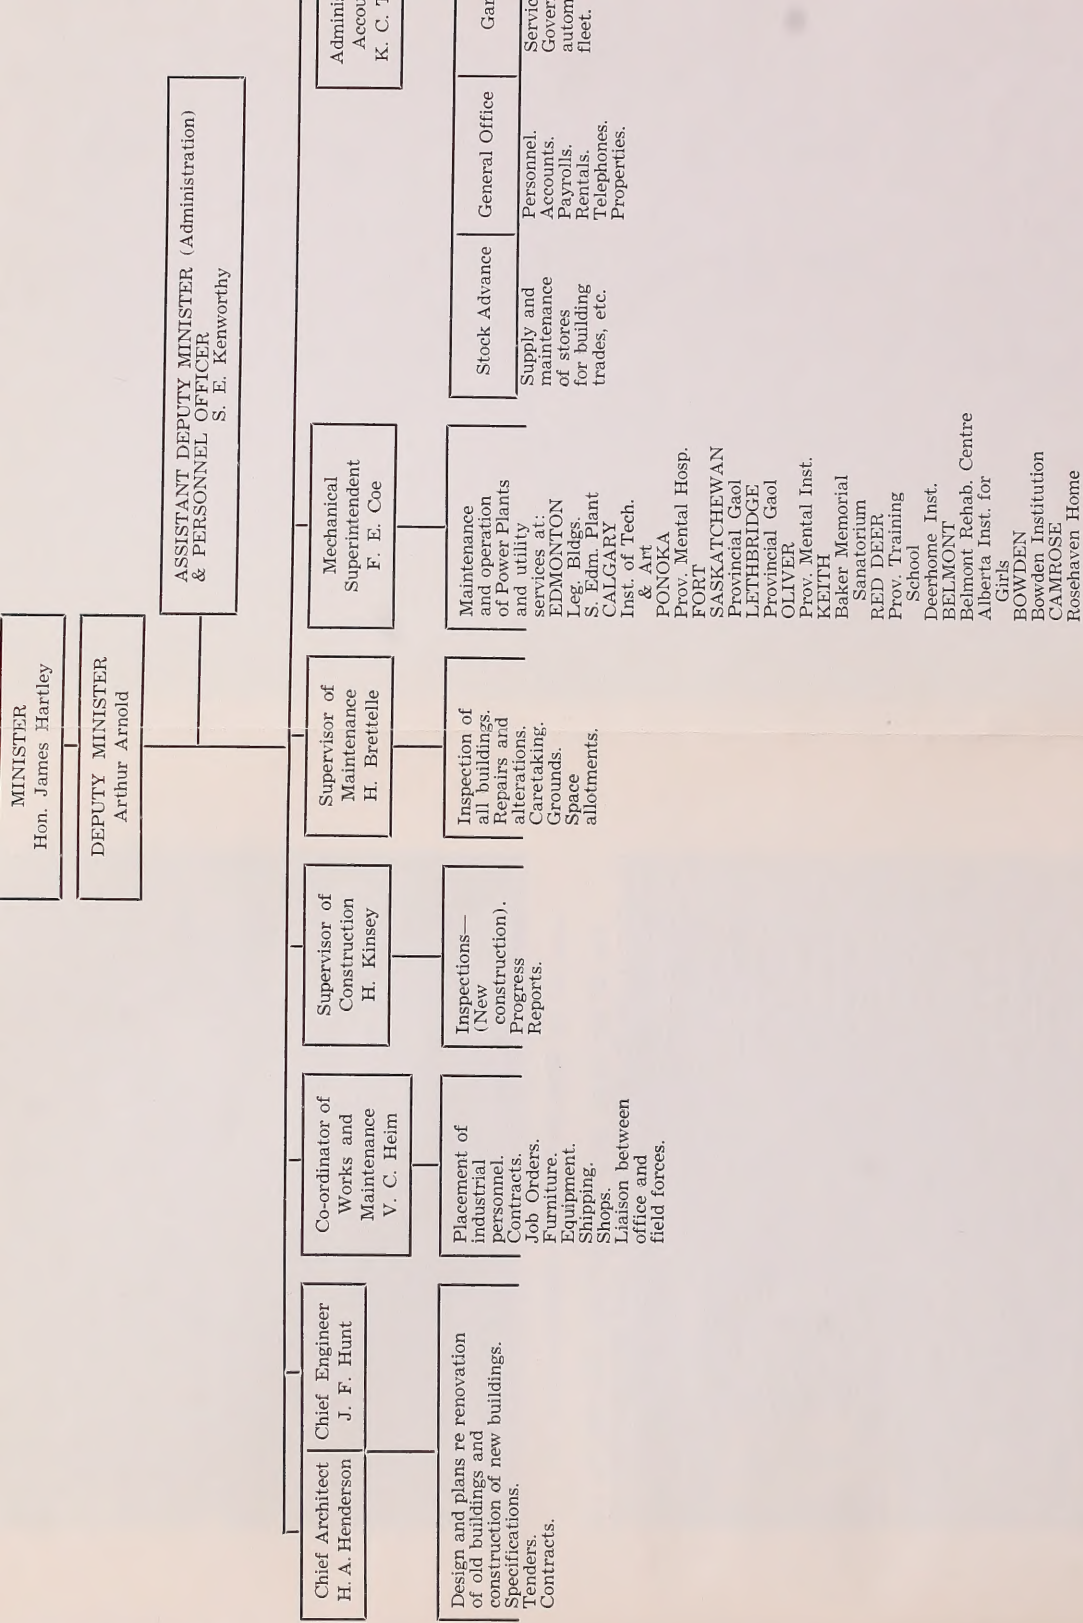 MINISTER
Hon. James Hartley
DEPUTY MINISTER
Arthur Arnold
ASSISTANT DEPUTY MINISTER (Administration)
& PERSONNEL OFFICER
S. E. Kenworthy
Chief Architect
H. A. Henderson
Chief Engineer
J. F. Hunt
Co-ordinator of
Works and
Maintenance
V. C. Heim
Supervisor of
Construction
H. Kinsey
Supervisor of
Maintenance
H. Brettelle
Mechanical
Superintendent
F. E. Coe
K. C.
Design and plans re renovation
of old buildings and
construction of new buildings.
Specifications.
Tenders.
Contracts.
Placement of
industrial
personnel.
Contracts.
Job Orders.
Furniture.
Equipment.
Shipping.
Shops.
Liaison between
office and
field forces.
Inspections—
(New
construction).
Progress
Reports.
Inspection of
all buildings.
Repairs and
alterations.
Caretaking.
Grounds.
Space
allotments.
Maintenance
and operation
of Power Plants
and utility
services at:
EDMONTON
Leg. Bldgs.
S. Edm. Plant
CALGARY
Inst. of Tech.
& Art
PONOKA
Prov. Mental Hosp.
FORT
SASKATCHEWAN
Provincial Gaol
LETHBRIDGE
Provincial Gaol
OLIVER
Prov. Mental Inst.
KEITH
Baker Memorial
Sanatorium
RED DEER
Prov. Training
School
Deerhome Inst.
BELMONT
Belmont Rehab. Centre
Alberta Inst. for
Girls
BOWDEN
Bowden Institution
CAMROSE
Rosehaven Home
Stock Advance
Supply and
maintenance
of stores
for building
trades, etc.
General Office
Personnel.
Accounts.
Payrolls.
Rentals.
Telephones.
Properties.
fleet.